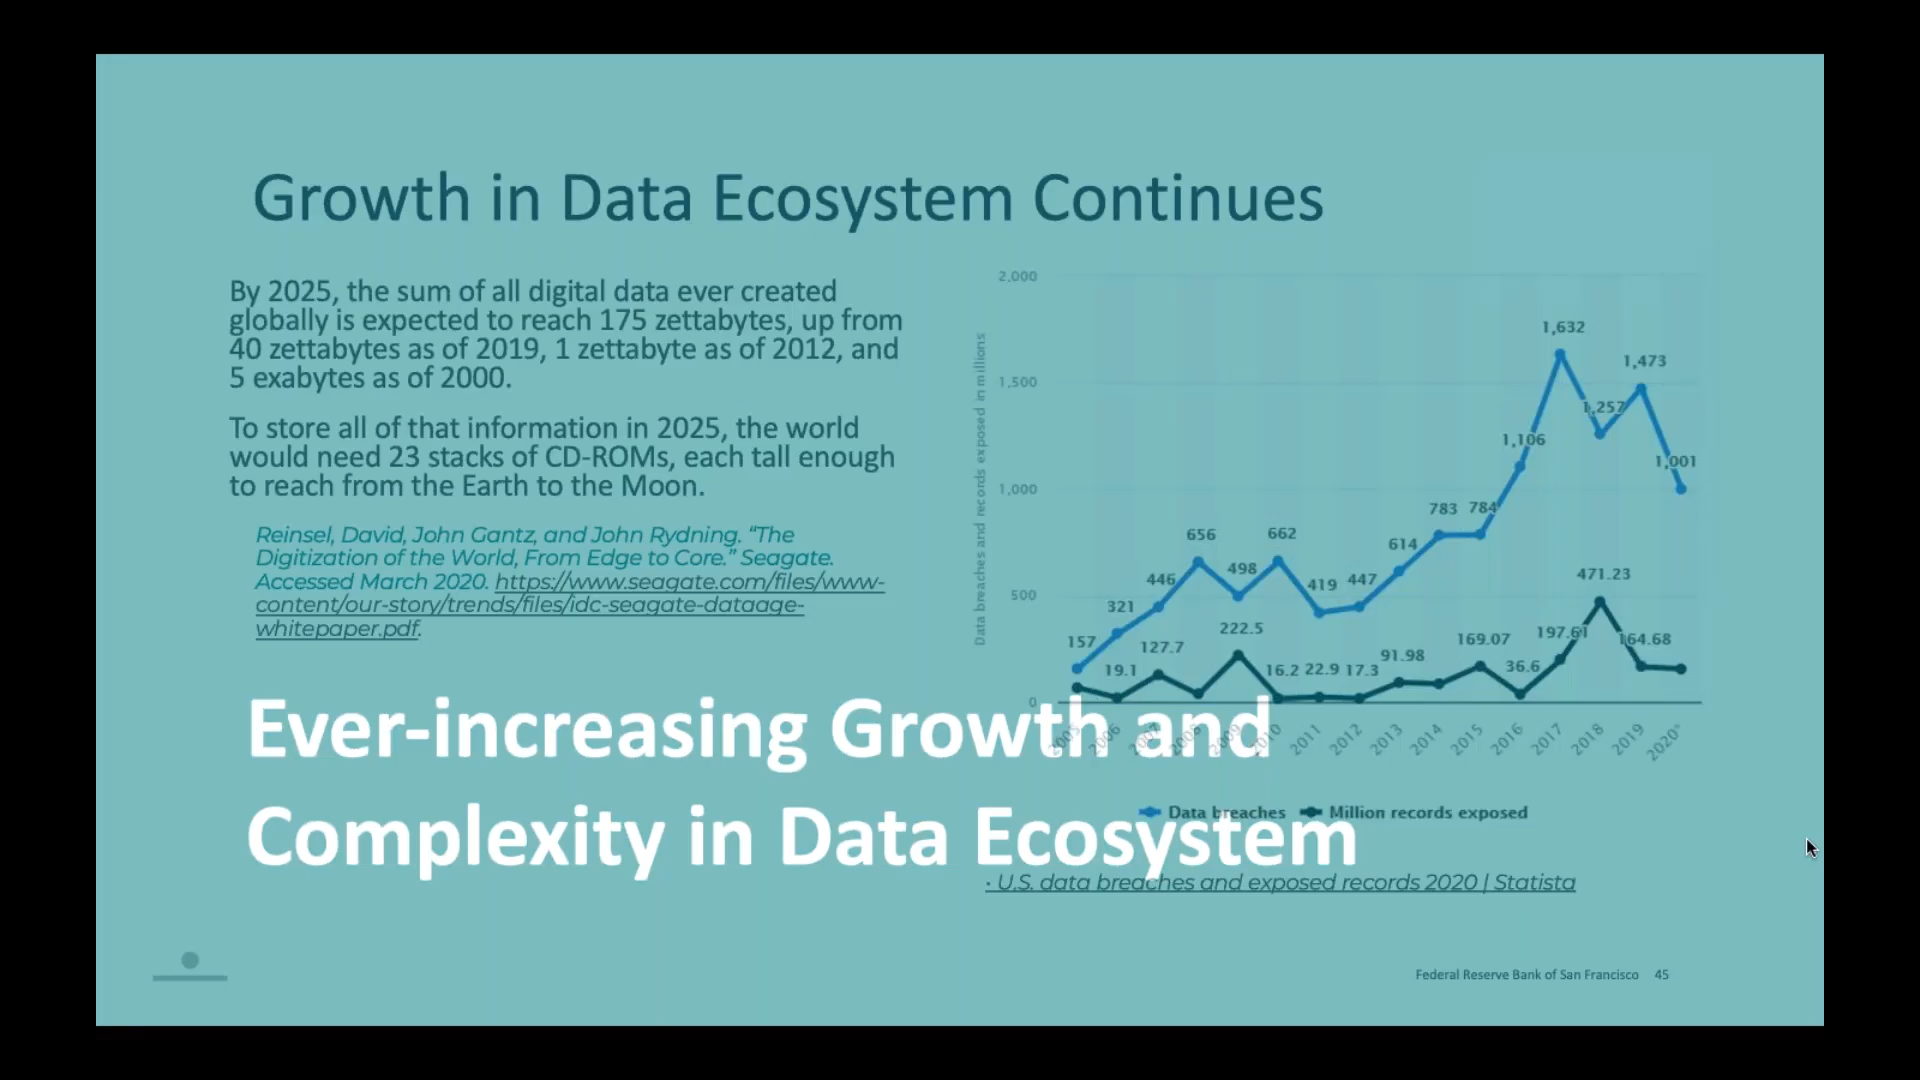 Growth in Data Ecosystem Continues
By 2025, the sum of all digital data ever created
globally is expected to reach 175 zettabytes, up from
40 zettabytes as of 2019, 1 zettabyte as of 2012, and
5 exabytes as of 2000.
To store all of that information in 2025, the world
would need 23 stacks of CD-ROMs, each tall enough
to reach from the Earth to the Moon.
Reinsel, David, John Gantz, and John Rydning. “The
Digitization of the World, From Edge to Core.” Seagate.
Accessed March 2020. https://www.seagate.com/files/www-
content/our-story/trends/files/idc-seagate-dataage-
whitepaper.pdf.
Ever-increasing Growth and
Complexity in Data Ecosystem
Data breaches and records exposed in millions
2,000
1,500
1,000
500
0
157
321
446
656
498
662
419
447
614
783
784
1,106
1,632
1,257
1,473
1,001
19.1
127.7
222.5
16.2
22.9
17.3
91.98
169.07
36.6
197.61
471.23
164.68
2005
2006
2007
2008
2009
2010
2011
2012
2013
2014
2015
2016
2017
2018
2019
2020*
Data breaches
Million records exposed
• U.S. data breaches and exposed records 2020 | Statista
Federal Reserve Bank of San Francisco 45